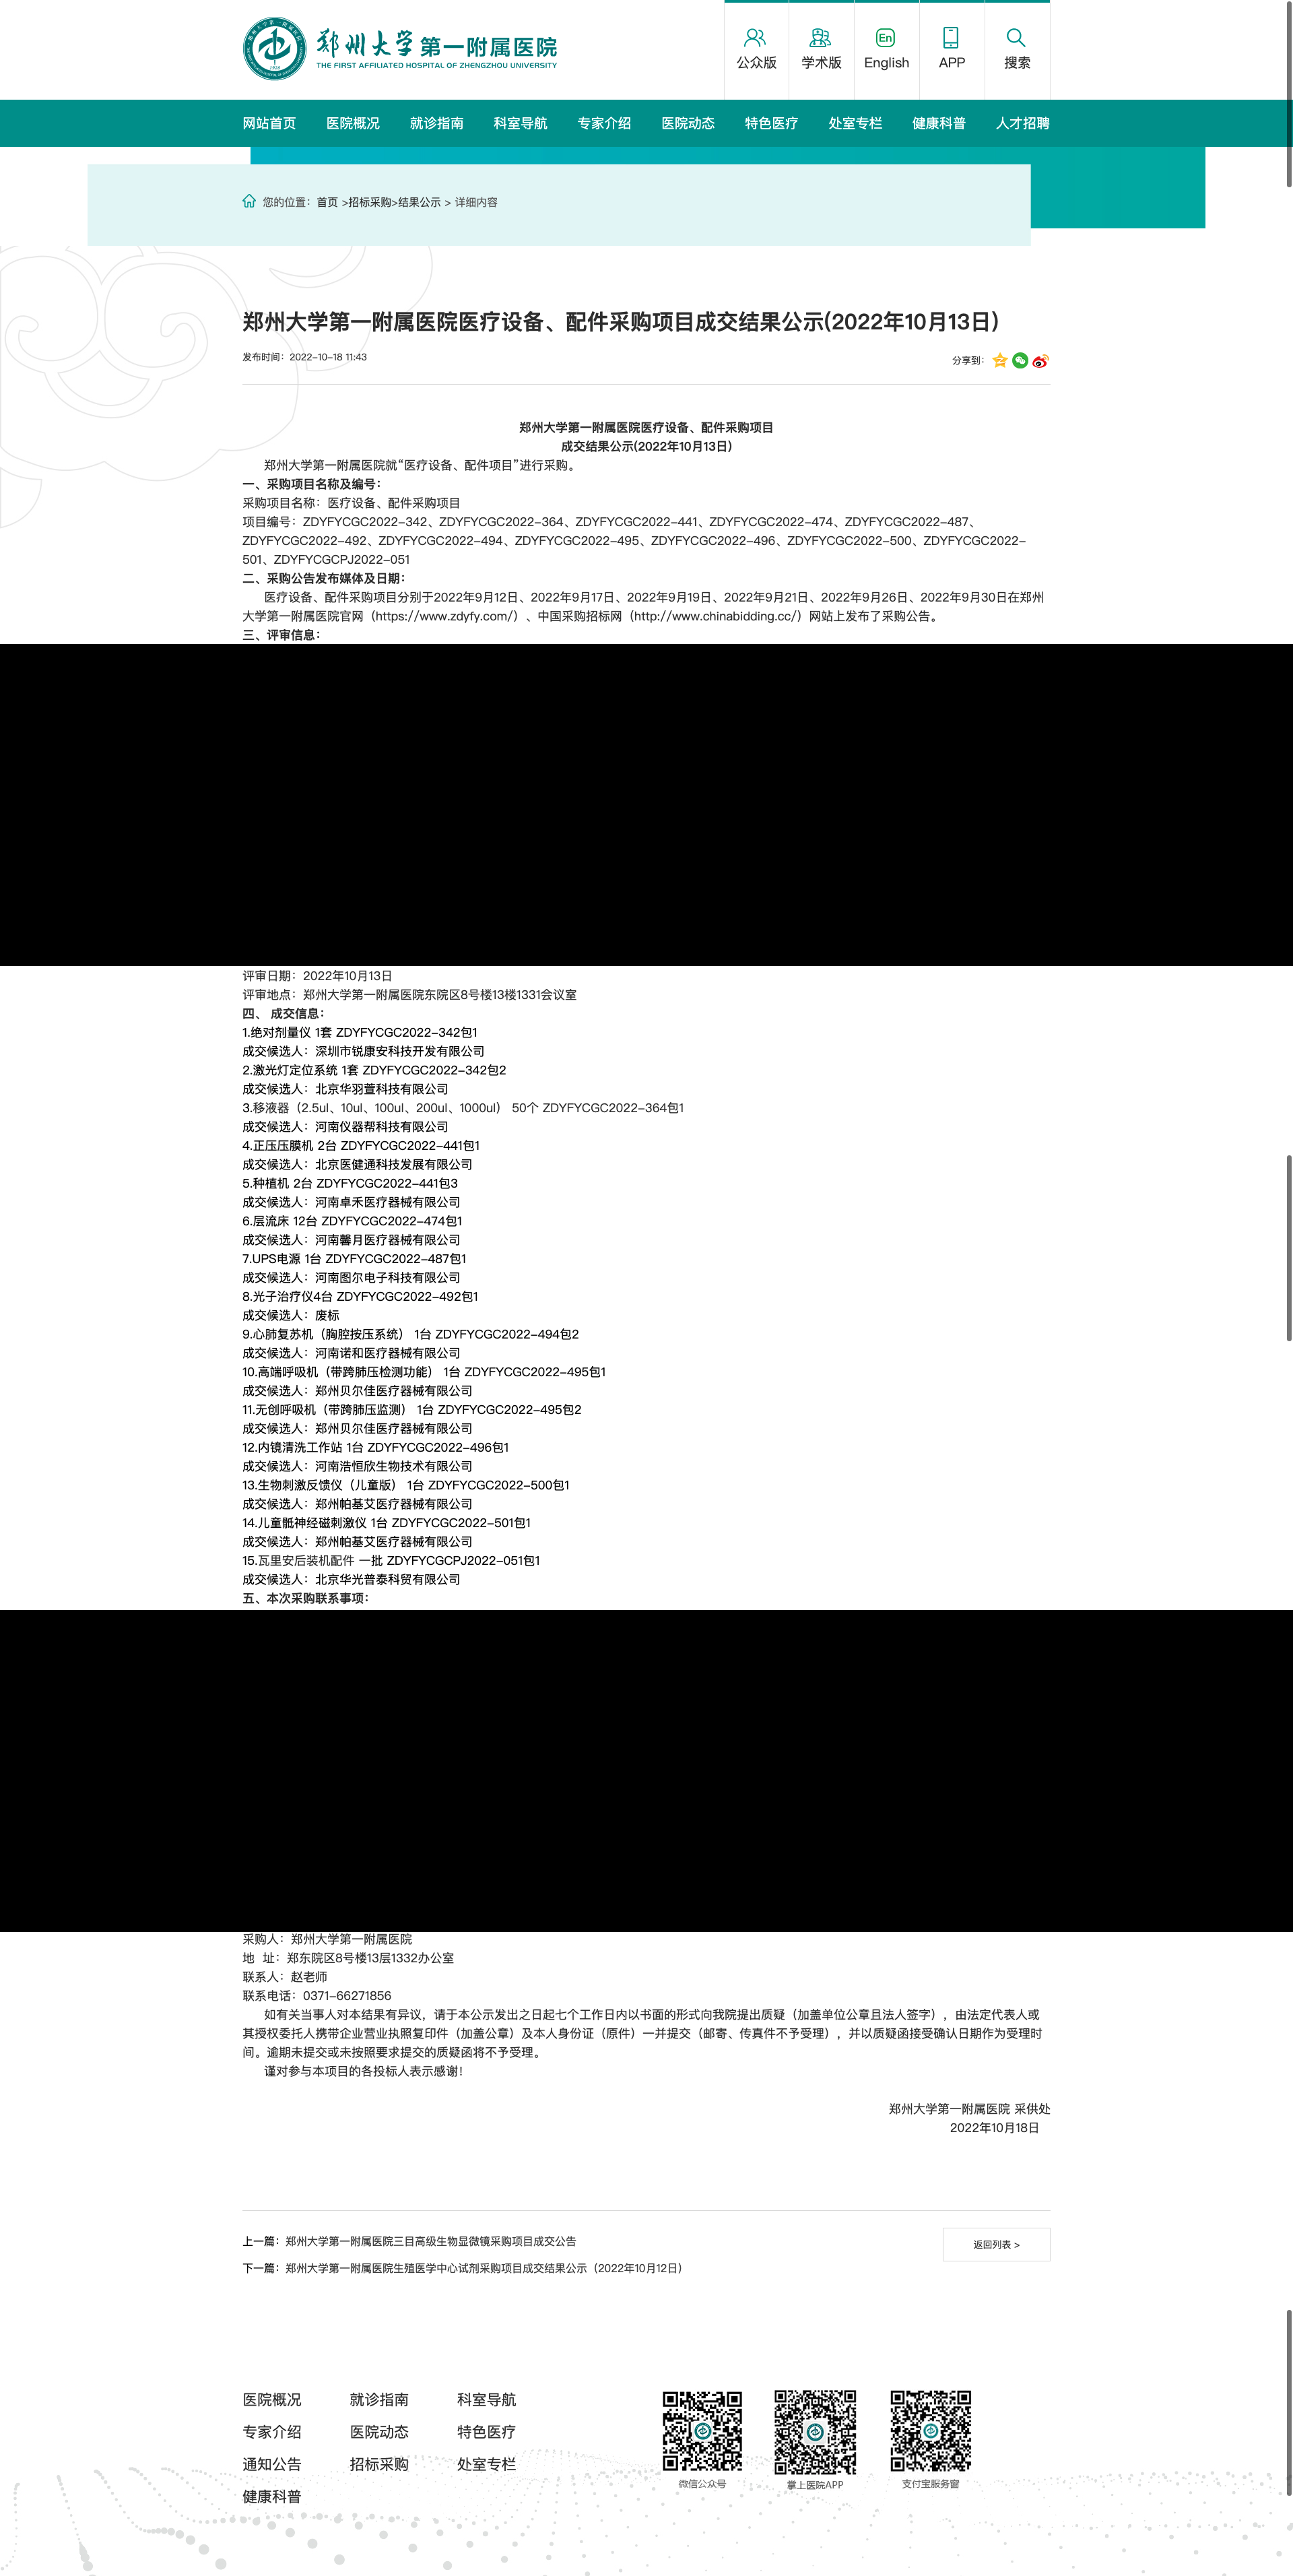 郑州大学第一附属医院
THE FIRST AFFILIATED HOSPITAL OF ZHENGZHOU UNIVERSITY
公众版
学术版
En
English
APP
搜索
网站首页 医院概况 就诊指南 科室导航 专家介绍 医院动态 特色医疗 处室专栏 健康科普 人才招聘
您的位置：首页 >招标采购>结果公示 > 详细内容
郑州大学第一附属医院医疗设备、配件采购项目成交结果公示(2022年10月13日)
发布时间：2022-10-18 11:43
分享到：
郑州大学第一附属医院医疗设备、配件采购项目
成交结果公示(2022年10月13日)
郑州大学第一附属医院就“医疗设备、配件项目”进行采购。
一、采购项目名称及编号：
采购项目名称：医疗设备、配件采购项目
项目编号：ZDYFYCGC2022-342、ZDYFYCGC2022-364、ZDYFYCGC2022-441、ZDYFYCGC2022-474、ZDYFYCGC2022-487、
ZDYFYCGC2022-492、ZDYFYCGC2022-494、ZDYFYCGC2022-495、ZDYFYCGC2022-496、ZDYFYCGC2022-500、ZDYFYCGC2022-
501、ZDYFYCGCPJ2022-051
二、采购公告发布媒体及日期：
医疗设备、配件采购项目分别于2022年9月12日、2022年9月17日、2022年9月19日、2022年9月21日、2022年9月26日、2022年9月30日在郑州
大学第一附属医院官网（https://www.zdyfy.com/）、中国采购招标网（http://www.chinabidding.cc/）网站上发布了采购公告。
三、评审信息：
评审日期：2022年10月13日
评审地点：郑州大学第一附属医院东院区8号楼13楼1331会议室
四、 成交信息：
1.绝对剂量仪 1套 ZDYFYCGC2022-342包1
成交候选人：深圳市锐康安科技开发有限公司
2.激光灯定位系统 1套 ZDYFYCGC2022-342包2
成交候选人：北京华羽萱科技有限公司
3.移液器（2.5ul、10ul、100ul、200ul、1000ul） 50个 ZDYFYCGC2022-364包1
成交候选人：河南仪器帮科技有限公司
4.正压压膜机 2台 ZDYFYCGC2022-441包1
成交候选人：北京医健通科技发展有限公司
5.种植机 2台 ZDYFYCGC2022-441包3
成交候选人：河南卓禾医疗器械有限公司
6.层流床 12台 ZDYFYCGC2022-474包1
成交候选人：河南馨月医疗器械有限公司
7.UPS电源 1台 ZDYFYCGC2022-487包1
成交候选人：河南图尔电子科技有限公司
8.光子治疗仪4台 ZDYFYCGC2022-492包1
成交候选人：废标
9.心肺复苏机（胸腔按压系统） 1台 ZDYFYCGC2022-494包2
成交候选人：河南诺和医疗器械有限公司
10.高端呼吸机（带跨肺压检测功能） 1台 ZDYFYCGC2022-495包1
成交候选人：郑州贝尔佳医疗器械有限公司
11.无创呼吸机（带跨肺压监测） 1台 ZDYFYCGC2022-495包2
成交候选人：郑州贝尔佳医疗器械有限公司
12.内镜清洗工作站 1台 ZDYFYCGC2022-496包1
成交候选人：河南浩恒欣生物技术有限公司
13.生物刺激反馈仪（儿童版） 1台 ZDYFYCGC2022-500包1
成交候选人：郑州帕基艾医疗器械有限公司
14.儿童骶神经磁刺激仪 1台 ZDYFYCGC2022-501包1
成交候选人：郑州帕基艾医疗器械有限公司
15.瓦里安后装机配件 一批 ZDYFYCGCPJ2022-051包1
成交候选人：北京华光普泰科贸有限公司
五、本次采购联系事项：
采购人：郑州大学第一附属医院
地 址：郑东院区8号楼13层1332办公室
联系人：赵老师
联系电话：0371-66271856
如有关当事人对本结果有异议，请于本公示发出之日起七个工作日内以书面的形式向我院提出质疑（加盖单位公章且法人签字），由法定代表人或
其授权委托人携带企业营业执照复印件（加盖公章）及本人身份证（原件）一并提交（邮寄、传真件不予受理），并以质疑函接受确认日期作为受理时
间。逾期未提交或未按照要求提交的质疑函将不予受理。
谨对参与本项目的各投标人表示感谢！
郑州大学第一附属医院 采供处
2022年10月18日
上一篇：郑州大学第一附属医院三目高级生物显微镜采购项目成交公告
返回列表 >
下一篇：郑州大学第一附属医院生殖医学中心试剂采购项目成交结果公示（2022年10月12日）
医院概况 就诊指南 科室导航
专家介绍 医院动态 特色医疗
通知公告 招标采购 处室专栏
健康科普
微信公众号 掌上医院APP 支付宝服务窗